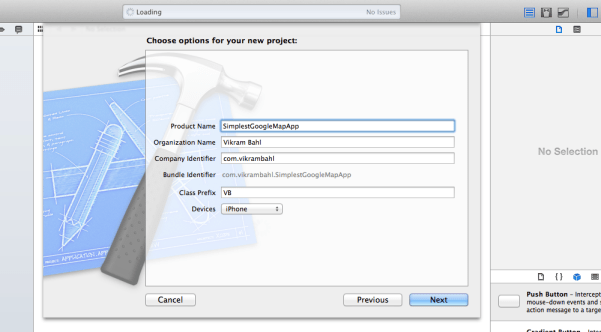 Loading
No Issues
No Selection
Choose options for your new project:
Product Name SimplestGoogleMapApp
Organization Name Vikram Bahl
Company Identifier com.vikrambahl
Bundle Identifier com.vikrambahl.SimplestGoogleMapApp
Class Prefix VB
Devices iPhone
No Selection
Cancel
Previous
Next
Push Button – Intercept
mouse-down events and s
action message to a targe